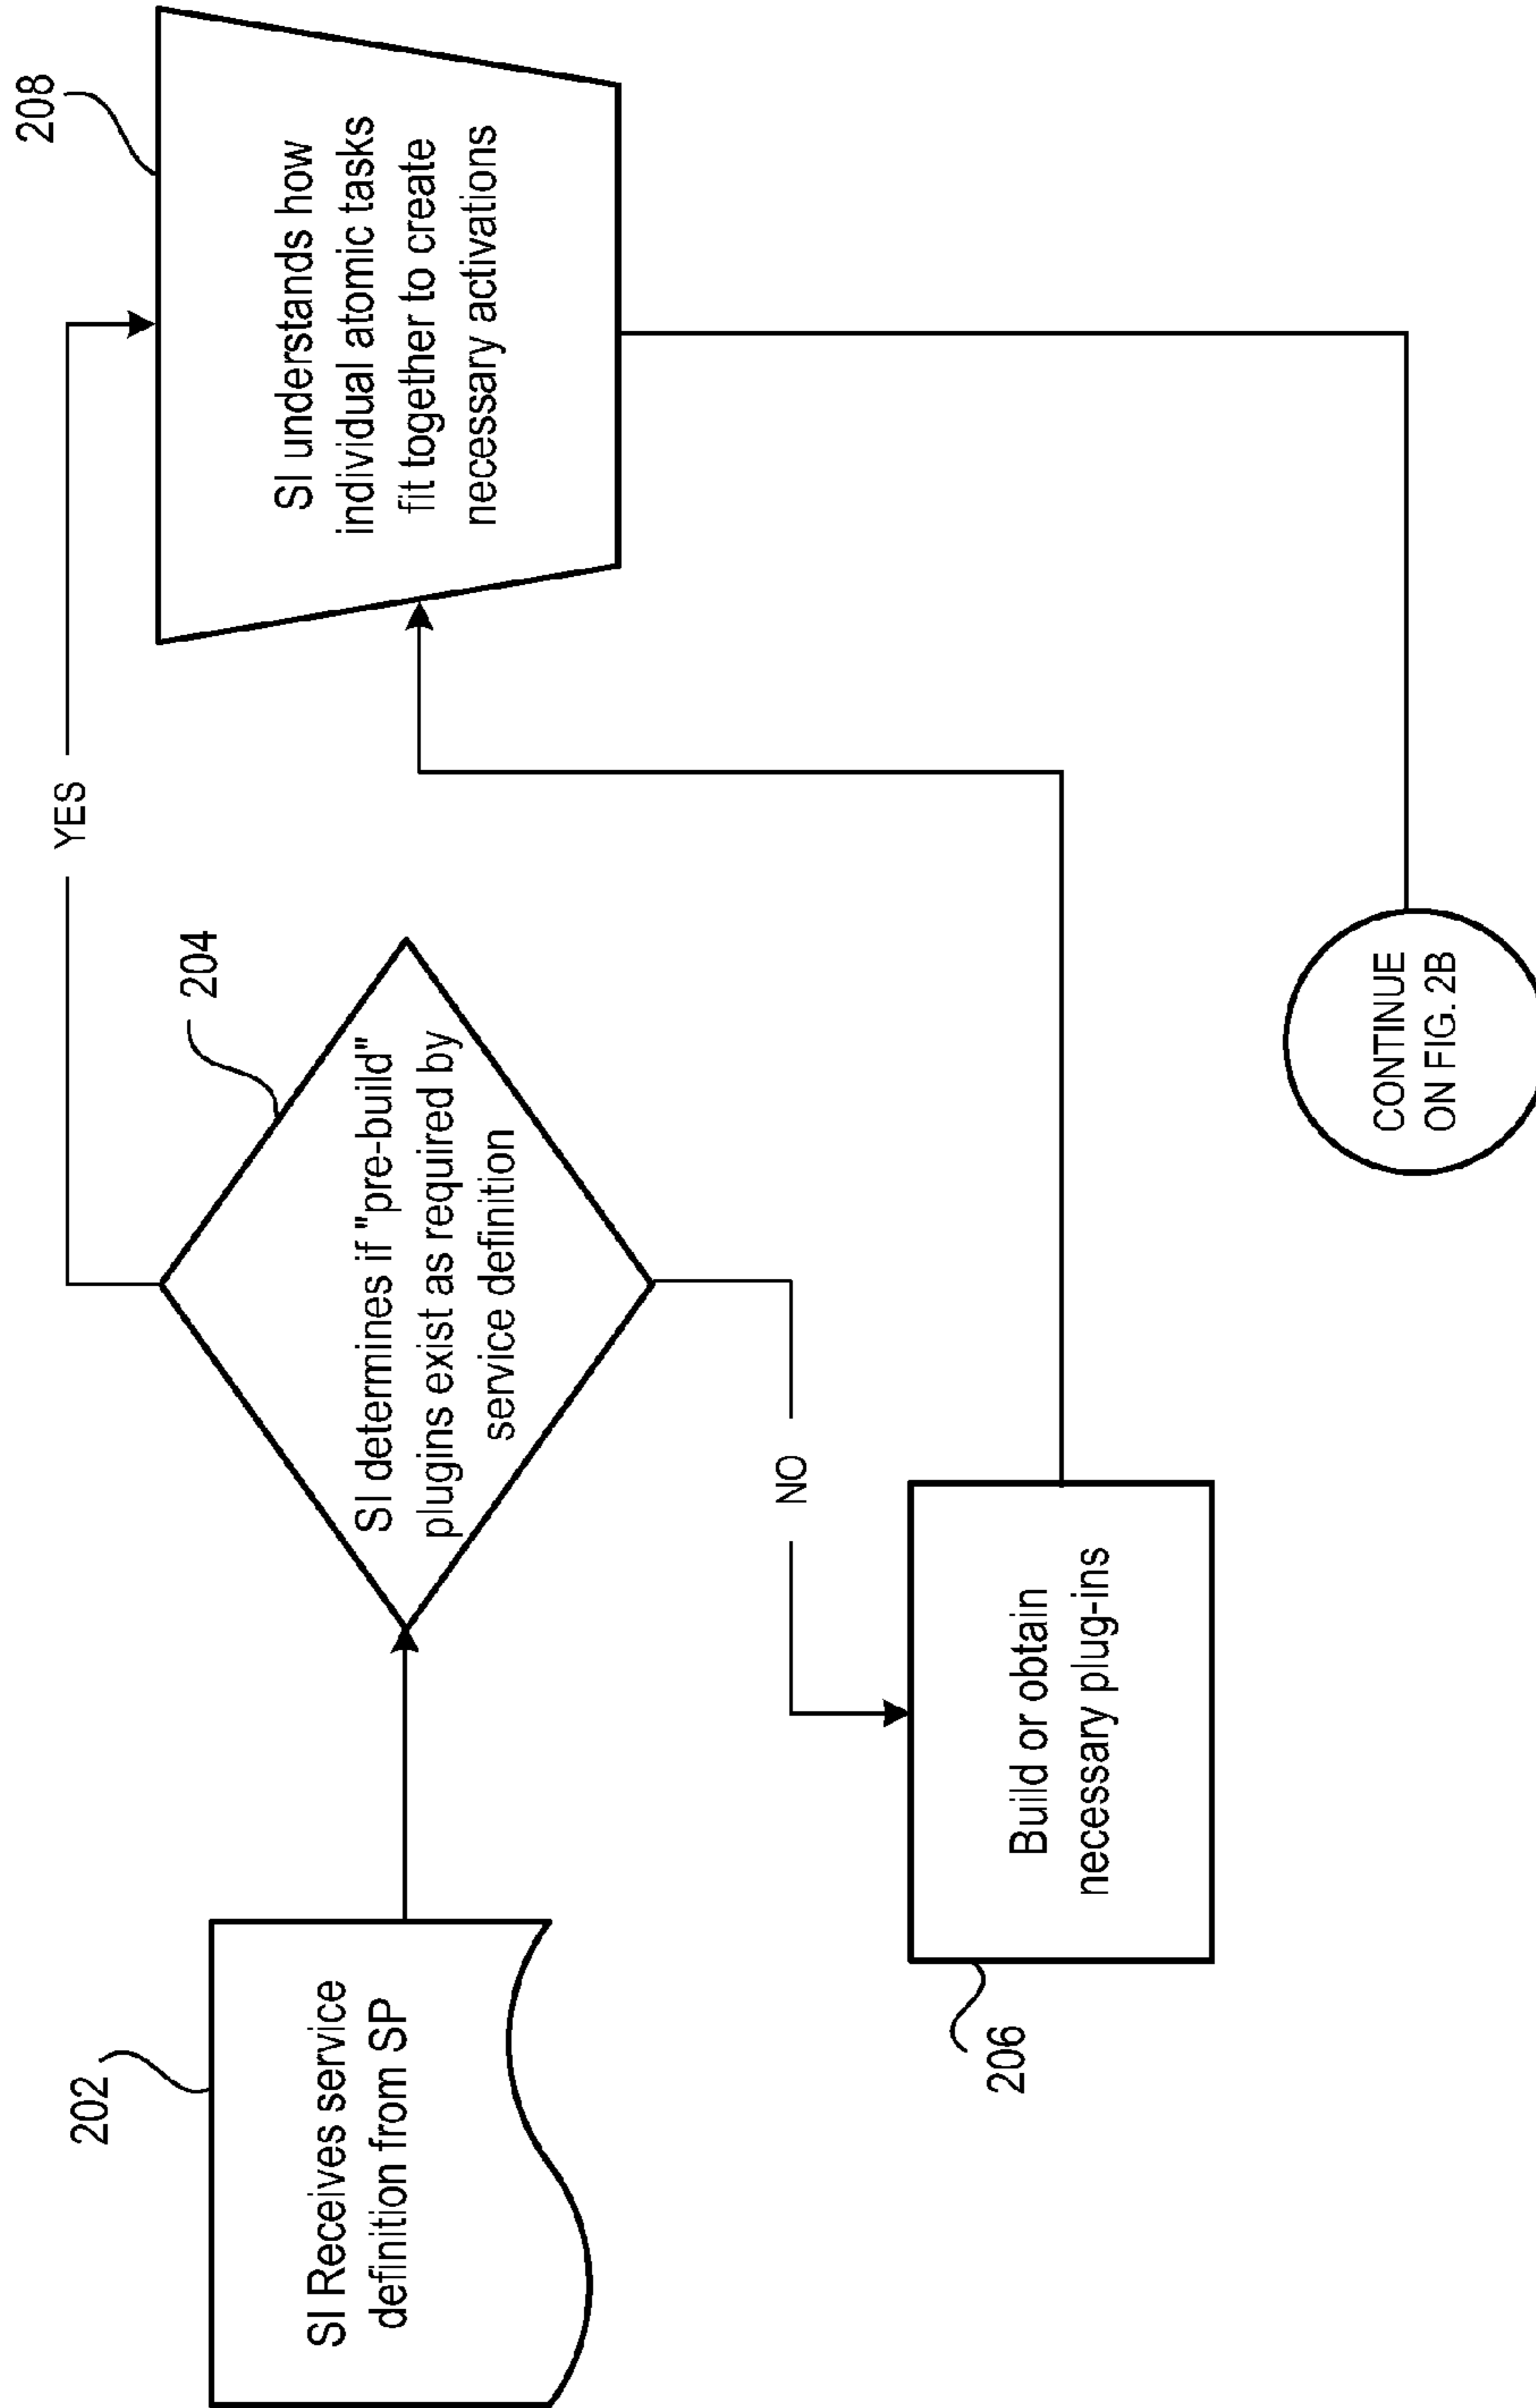 202
SI Receives service
definition from SP
204
SI determines if "pre-build"
plugins exist as required by
service definition
YES
NO
206
Build or obtain
necessary plug-ins
208
SI understands how
individual atomic tasks
fit together to create
necessary activations
CONTINUE
ON FIG. 2B